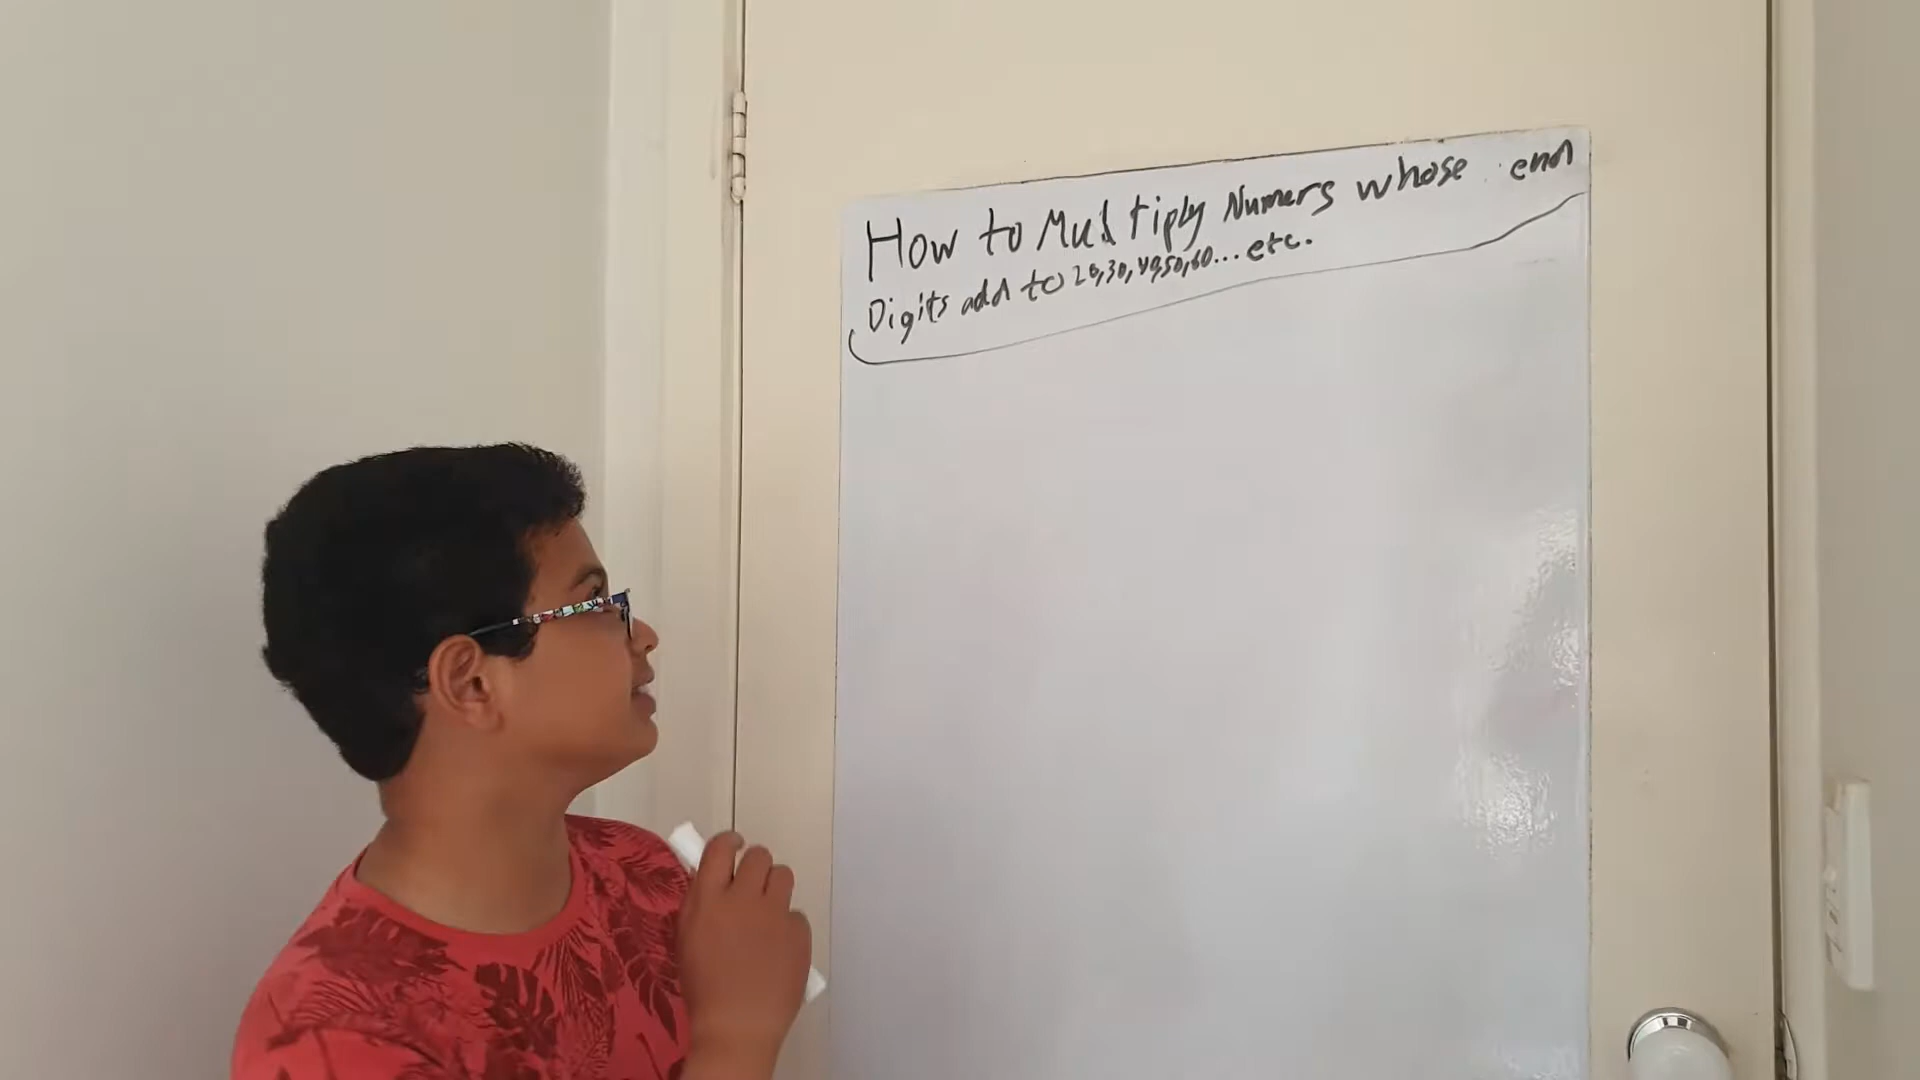 How to Multiply Numers whose end
Digits add to 20,30,40,50,60...etc.